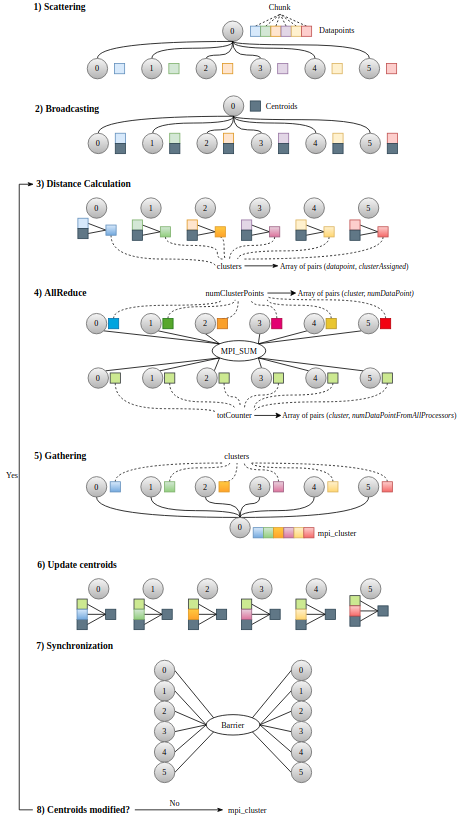 1) Scattering
Chunk
0
Datapoints
0 1 2 3 4 5
2) Broadcasting
0
Centroids
0 1 2 3 4 5
3) Distance Calculation
0 1 2 3 4 5
clusters
Array of pairs (datapoint, clusterAssigned)
4) AllReduce
numClusterPoints
Array of pairs (cluster, numDataPoint)
0 1 2 3 4 5
MPI_SUM
0 1 2 3 4 5
totCounter
Array of pairs (cluster, numDataPointFromAllProcessors)
5) Gathering
clusters
Yes
0 1 2 3 4 5
0
mpi_cluster
6) Update centroids
0 1 2 3 4 5
7) Synchronization
0 0
1 1
2 2
Barrier
3 3
4 4
5 5
No
8) Centroids modified?
mpi_cluster